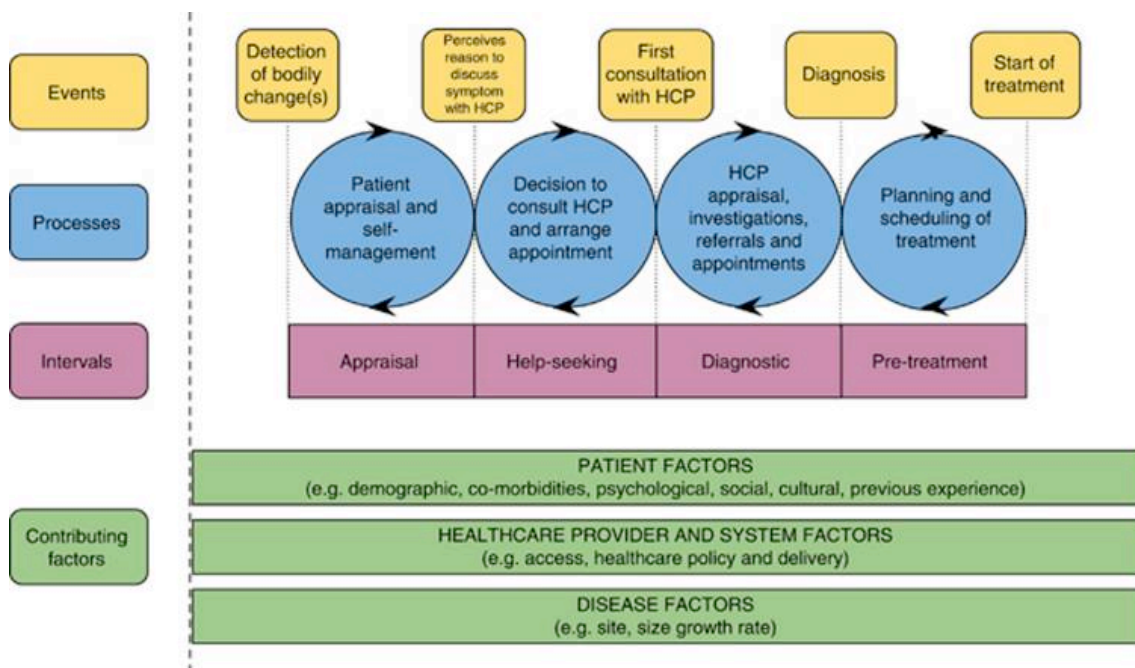 Events
Detection
of bodily
change(s)
Perceives
reason to
discuss
symptom
with HCP
First
consultation
with HCP
Diagnosis
Start of
treatment
Processes
Patient
appraisal and
self-
management
Decision to
consult HCP
and arrange
appointment
HCP
appraisal,
investigations,
referrals and
appointments
Planning and
scheduling of
treatment
Intervals
Appraisal
Help-seeking
Diagnostic
Pre-treatment
Contributing
factors
PATIENT FACTORS
(e.g. demographic, co-morbidities, psychological, social, cultural, previous experience)
HEALTHCARE PROVIDER AND SYSTEM FACTORS
(e.g. access, healthcare policy and delivery)
DISEASE FACTORS
(e.g. site, size growth rate)